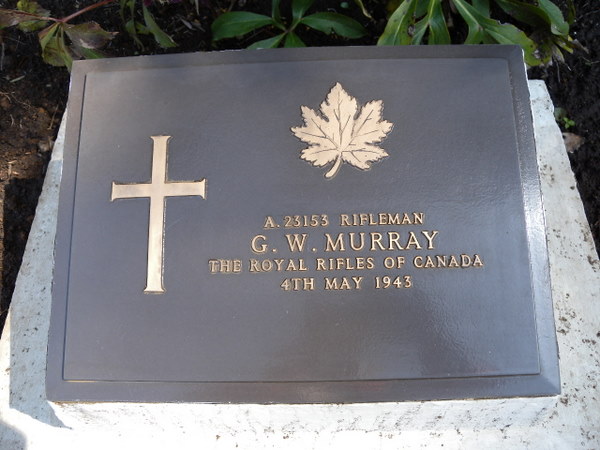 A.23153 RIFLEMAN
G. W. MURRAY
THE ROYAL RIFLES OF CANADA
4TH MAY 1943